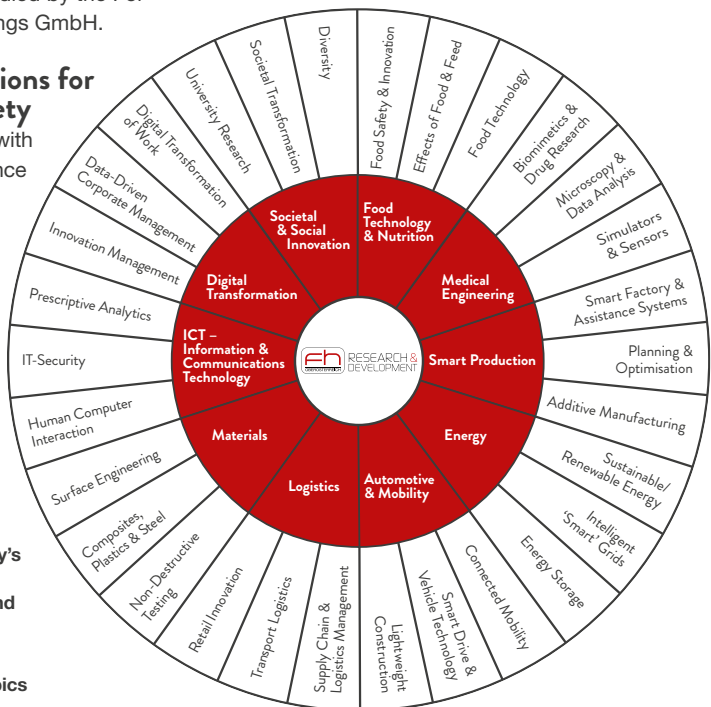 ings GmbH.
ions for
ety
with
nce
y's
nd
pics
Diversity
Food Safety & Innovation
Effects of Food & Feed
Food Technology
Biomimetics &
Drug Research
Microscopy &
Data Analysis
Simulators
& Sensors
Smart Factory &
Assistance Systems
Planning &
Optimisation
Additive Manufacturing
Sustainable/
Renewable Energy
Intelligent
‘Smart’ Grids
Energy Storage
Connected Mobility
Smart Drive &
Vehicle Technology
Lightweight
Construction
Supply Chain &
Logistics Management
Transport Logistics
Retail Innovation
Non-Destructive
Testing
Composites,
Plastics & Steel
Surface Engineering
Human Computer
Interaction
IT-Security
Prescriptive Analytics
Innovation Management
Data-Driven
Corporate Management
Digital Transformation
of Work
University Research
Societal Transformation
Food
Technology
& Nutrition
Medical
Engineering
Smart Production
Energy
Automotive
& Mobility
Logistics
Materials
ICT –
Information &
Communications
Technology
Digital
Transformation
Societal
& Social
Innovation
fh
RESEARCH &
DEVELOPMENT